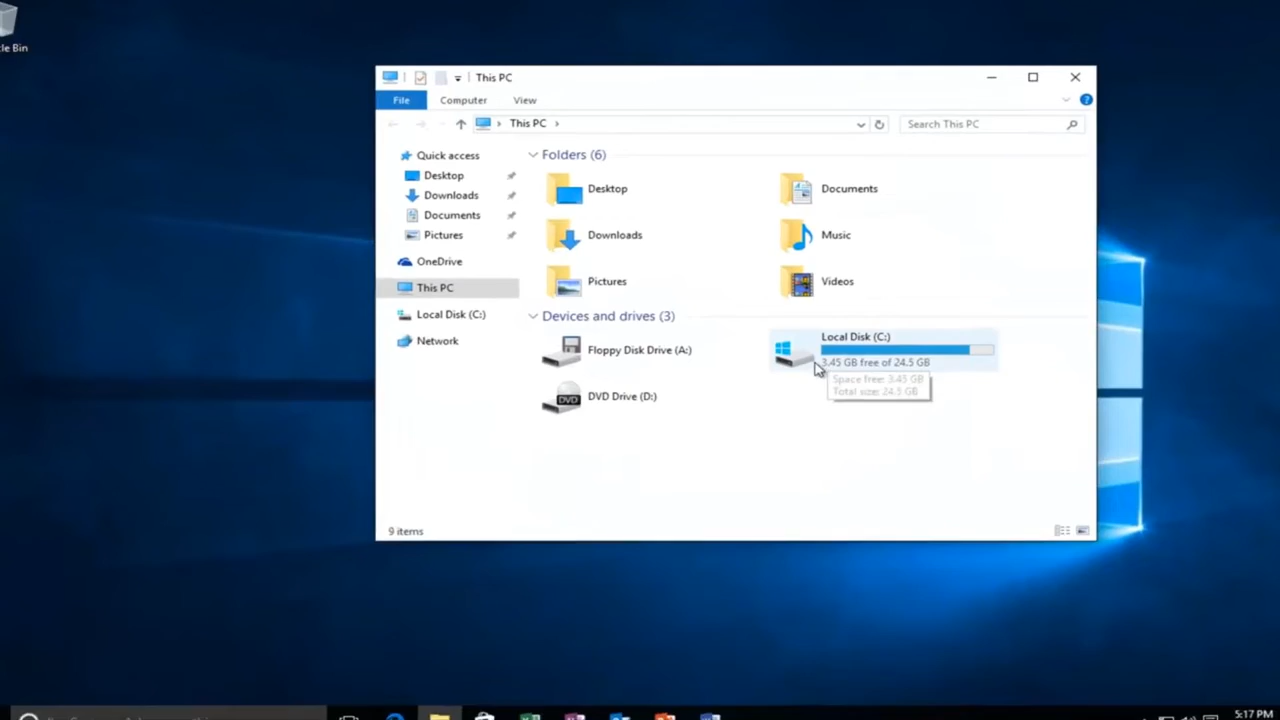 le Bin
This PC
File
Computer
View
This PC
Search This PC
Quick access
Desktop
Downloads
Documents
Pictures
OneDrive
This PC
Local Disk (C:)
Network
Folders (6)
Desktop
Documents
Downloads
Music
Pictures
Videos
Devices and drives (3)
Floppy Disk Drive (A:)
Local Disk (C:)
3.45 GB free of 24.5 GB
Space free: 3.45 GB
Total size: 24.5 GB
DVD
DVD Drive (D:)
9 items
5:17 PM